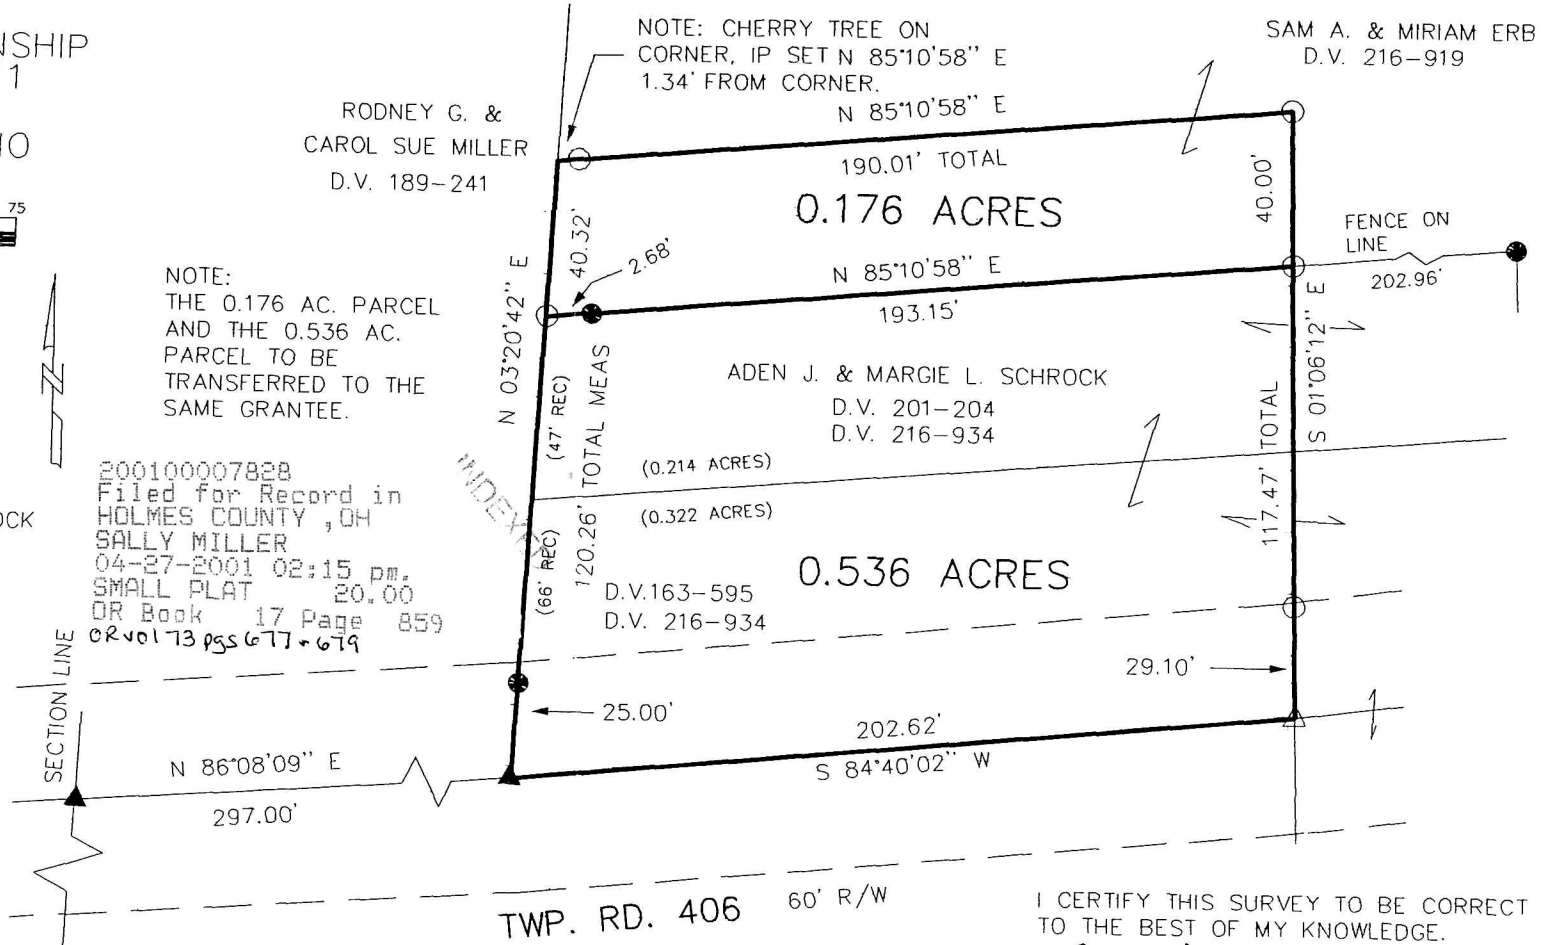 NSHIP
1
10
75
NOTE: CHERRY TREE ON
CORNER, IP SET N 85°10'58" E
1.34' FROM CORNER.
SAM A. & MIRIAM ERB
D.V. 216-919
RODNEY G. &
CAROL SUE MILLER
D.V. 189-241
N 85°10'58" E
190.01' TOTAL
0.176 ACRES
40.00'
40.32'
2.68'
FENCE ON
LINE
202.96'
N 85°10'58" E
193.15'
NOTE:
THE 0.176 AC. PARCEL
AND THE 0.536 AC.
PARCEL TO BE
TRANSFERRED TO THE
SAME GRANTEE.
N 03°20'42" E
S 01°06'12" E
ADEN J. & MARGIE L. SCHROCK
D.V. 201-204
D.V. 216-934
(47' REC)
120.26' TOTAL MEAS
117.47' TOTAL
(0.214 ACRES)
(0.322 ACRES)
OCK
200100007828
Filed for Record in
HOLMES COUNTY ,OH
SALLY MILLER
04-27-2001 02:15 pm.
SMALL PLAT 20.00
OR Book 17 Page 859
ORVol 73 pgs 677-679
INDEX
(66' REC)
D.V.163-595
D.V. 216-934
0.536 ACRES
29.10'
25.00'
202.62'
S 84°40'02" W
SECTION LINE
N 86°08'09" E
297.00'
TWP. RD. 406
60' R/W
I CERTIFY THIS SURVEY TO BE CORRECT
TO THE BEST OF MY KNOWLEDGE.